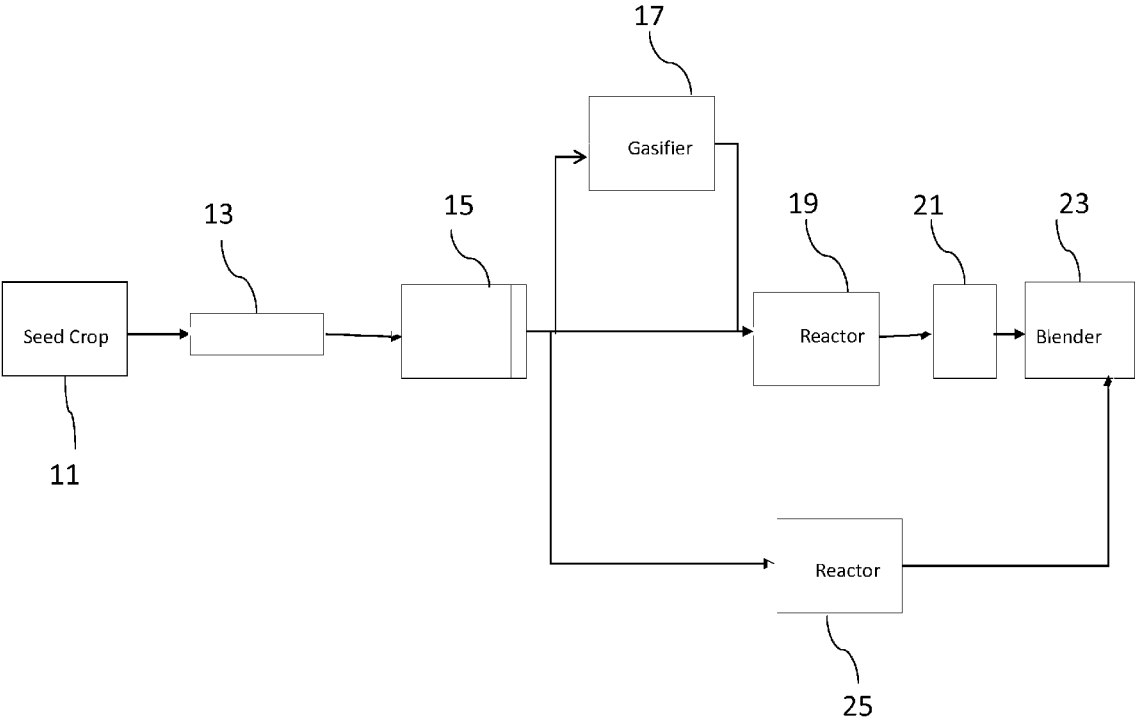 17
Gasifier
13
15
19
21
23
Seed Crop
Reactor
Blender
11
Reactor
25